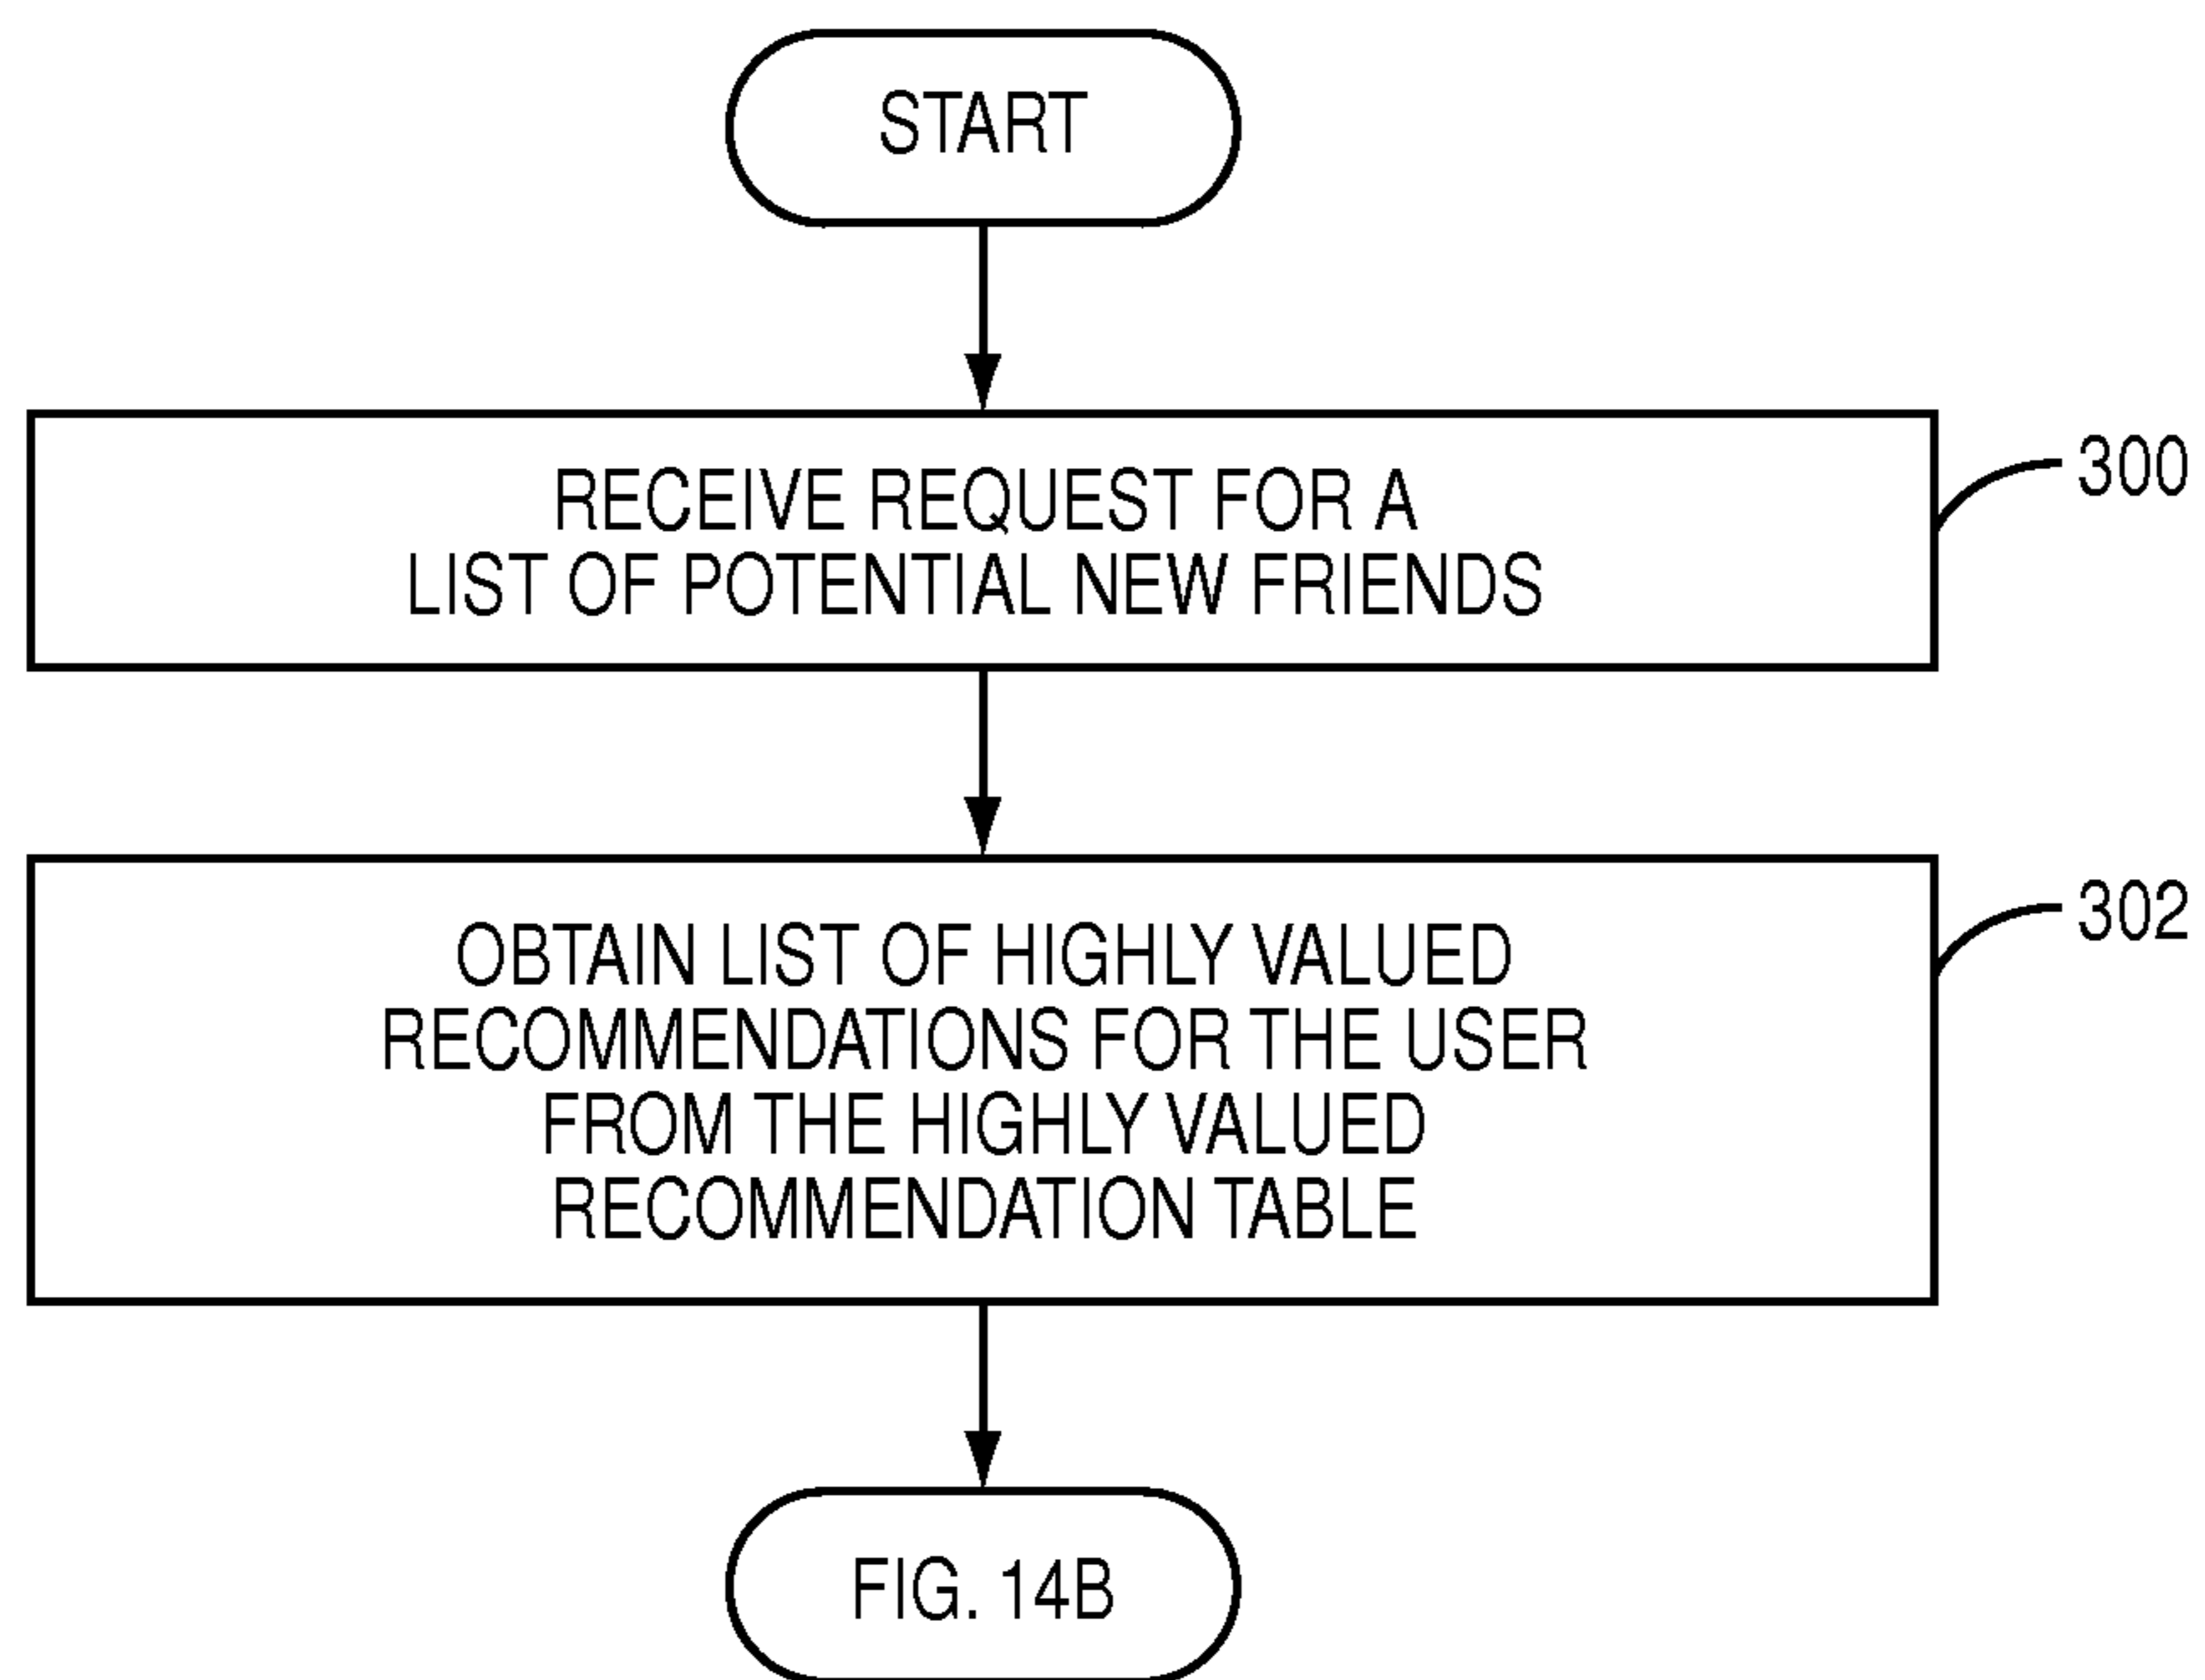 START
RECEIVE REQUEST FOR A
LIST OF POTENTIAL NEW FRIENDS
300
OBTAIN LIST OF HIGHLY VALUED
RECOMMENDATIONS FOR THE USER
FROM THE HIGHLY VALUED
RECOMMENDATION TABLE
302
FIG. 14B